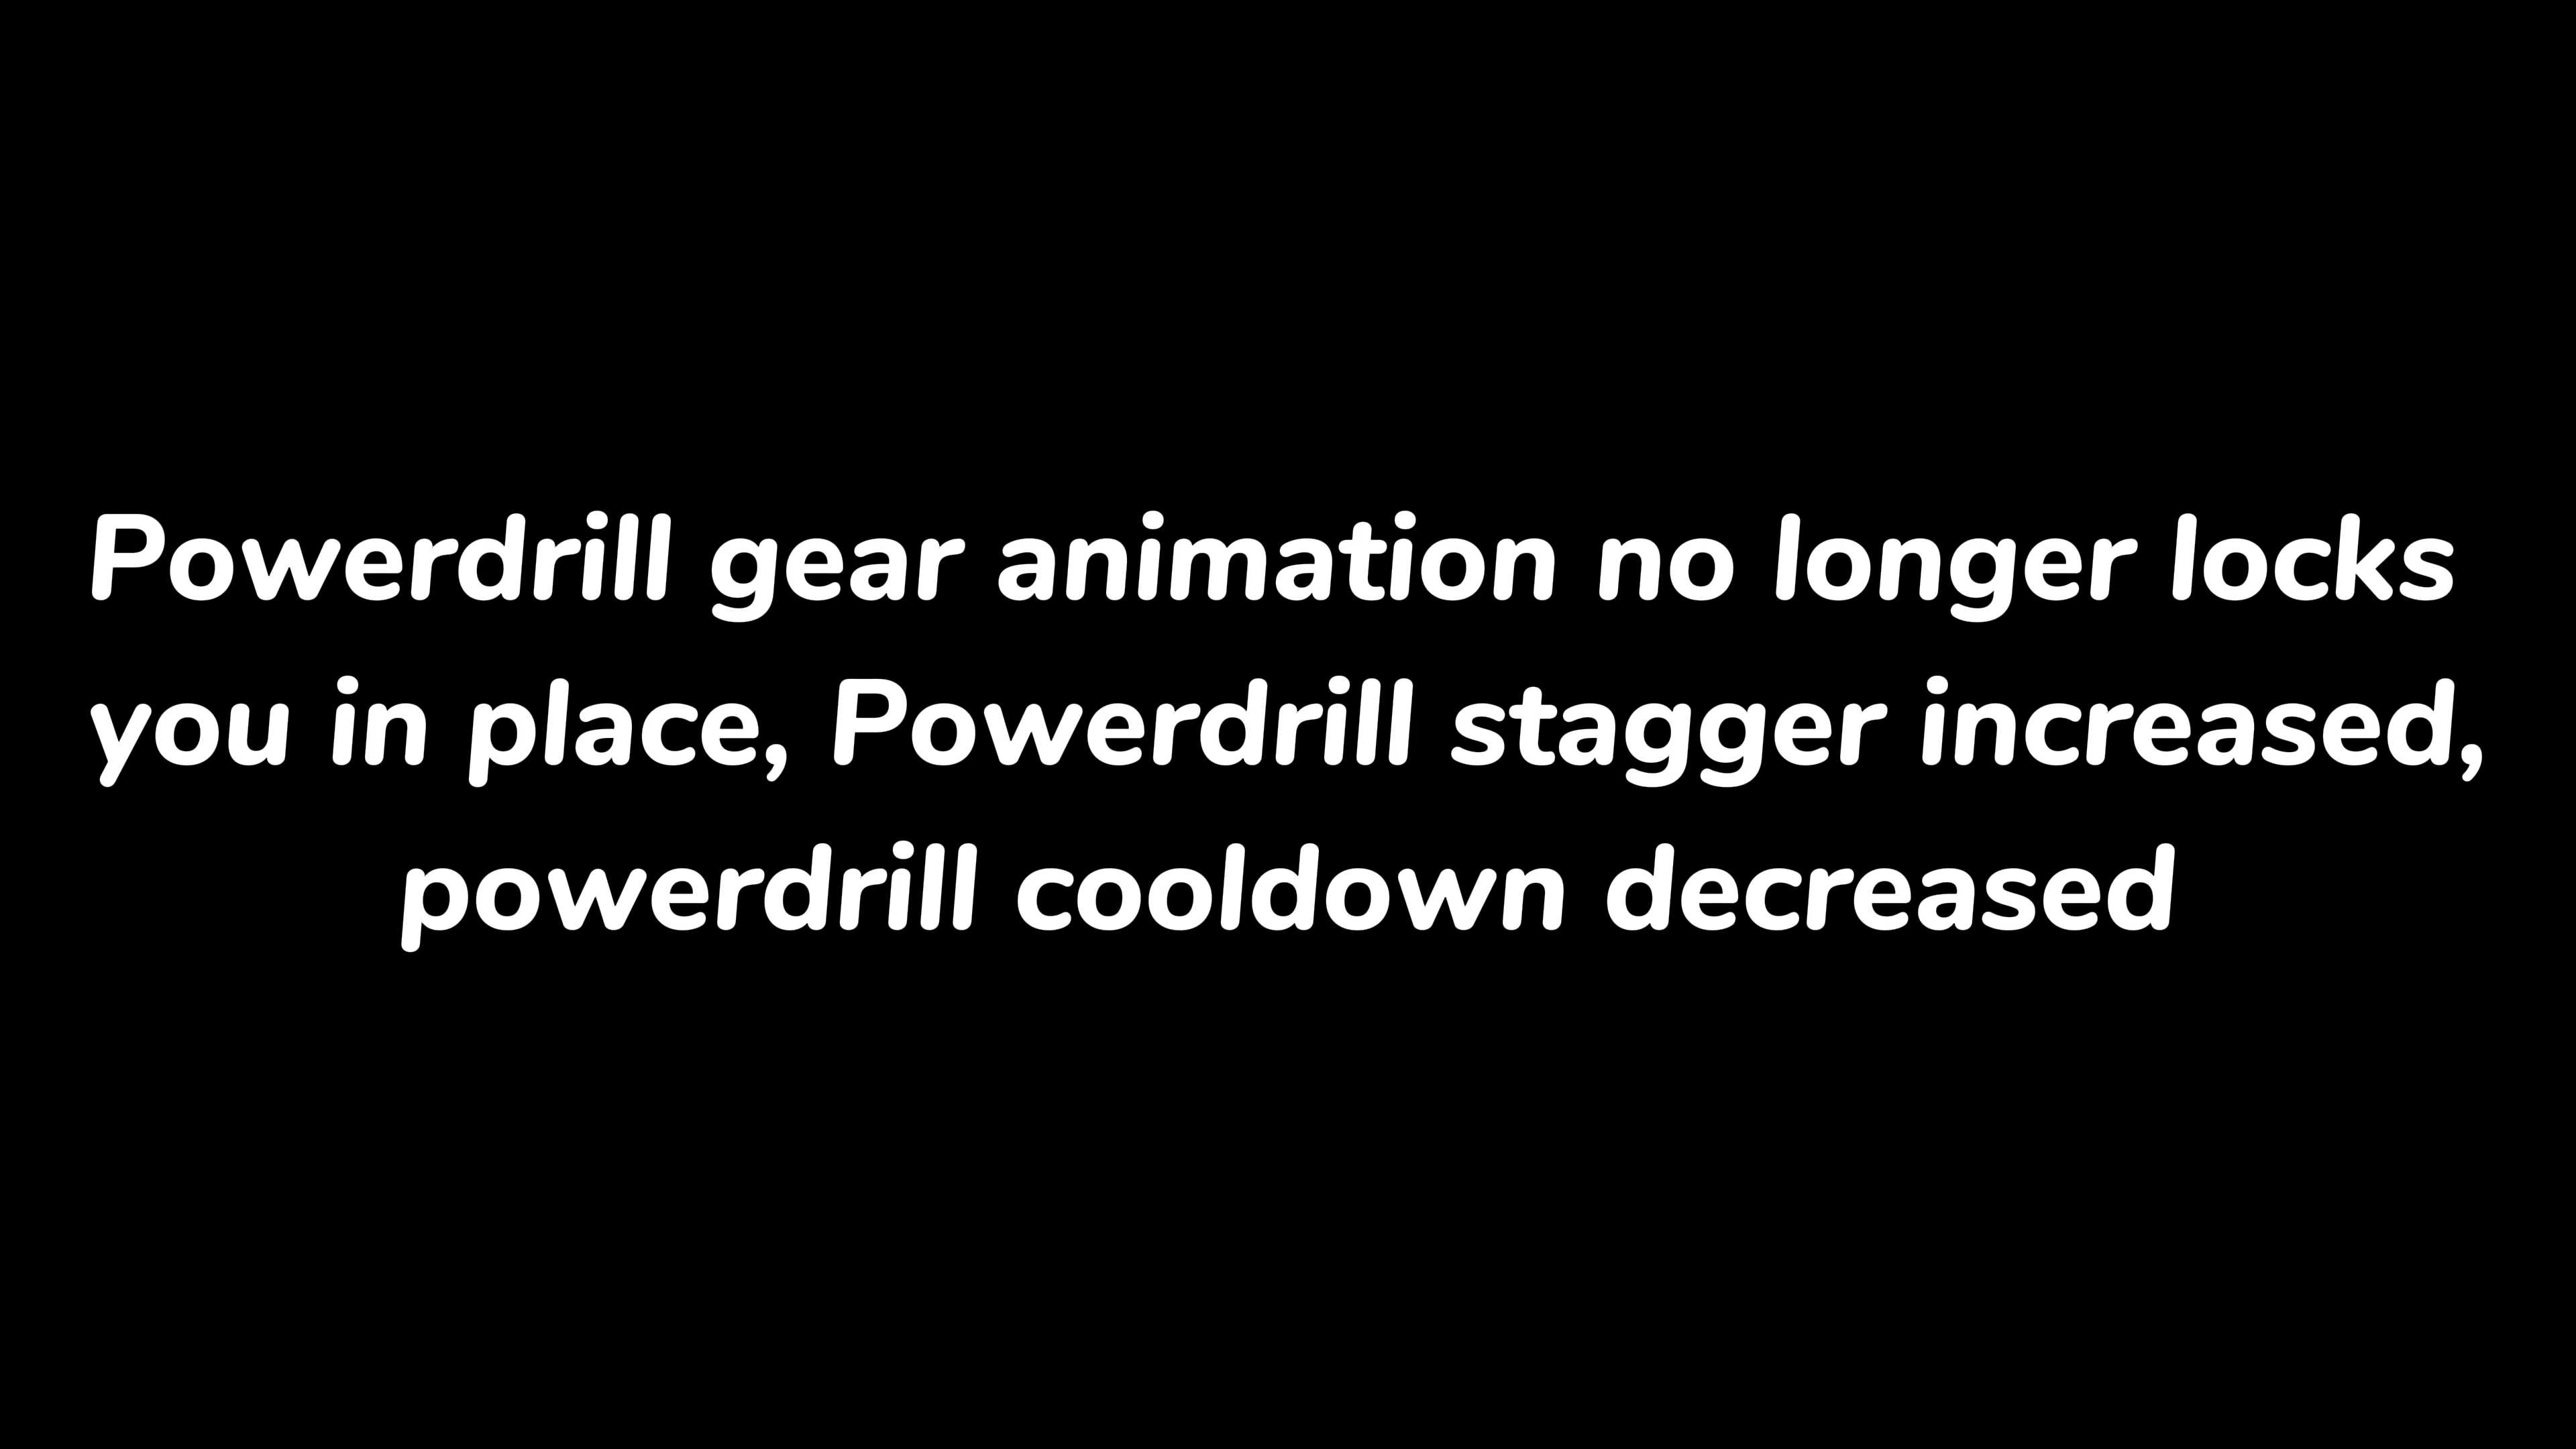 Powerdrill gear animation no longer locks
you in place, Powerdrill stagger increased,
powerdrill cooldown decreased